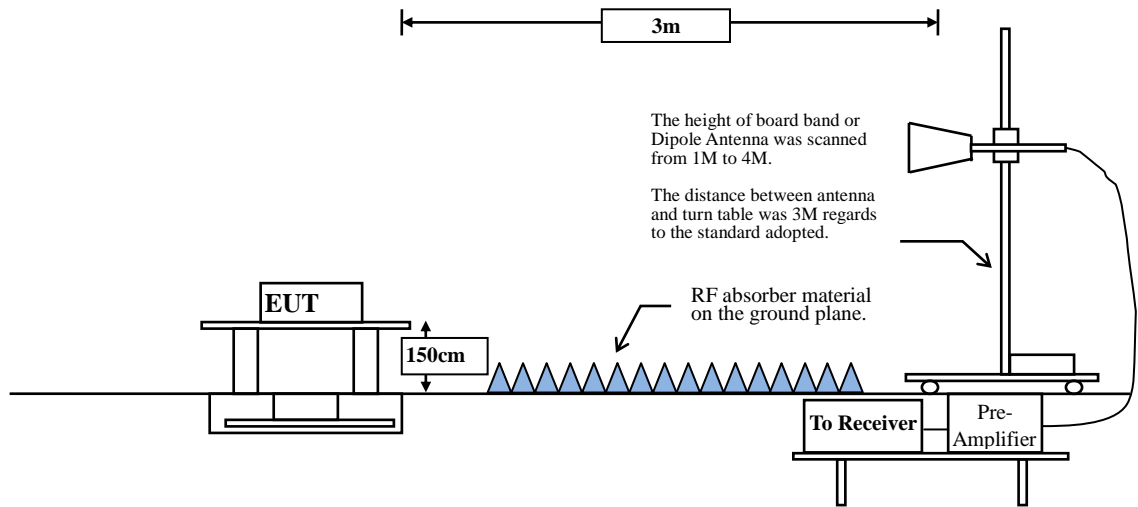 3m
The height of board band or
Dipole Antenna was scanned
from 1M to 4M.
The distance between antenna
and turn table was 3M regards
to the standard adopted.
EUT
RF absorber material
on the ground plane.
150cm
To Receiver
Pre-
Amplifier